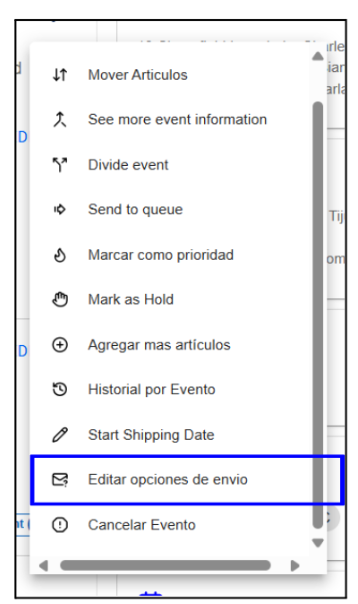 Mover Articulos
See more event information
Divide event
Send to queue
Marcar como prioridad
Mark as Hold
Agregar mas artículos
Historial por Evento
Start Shipping Date
Editar opciones de envio
Cancelar Evento